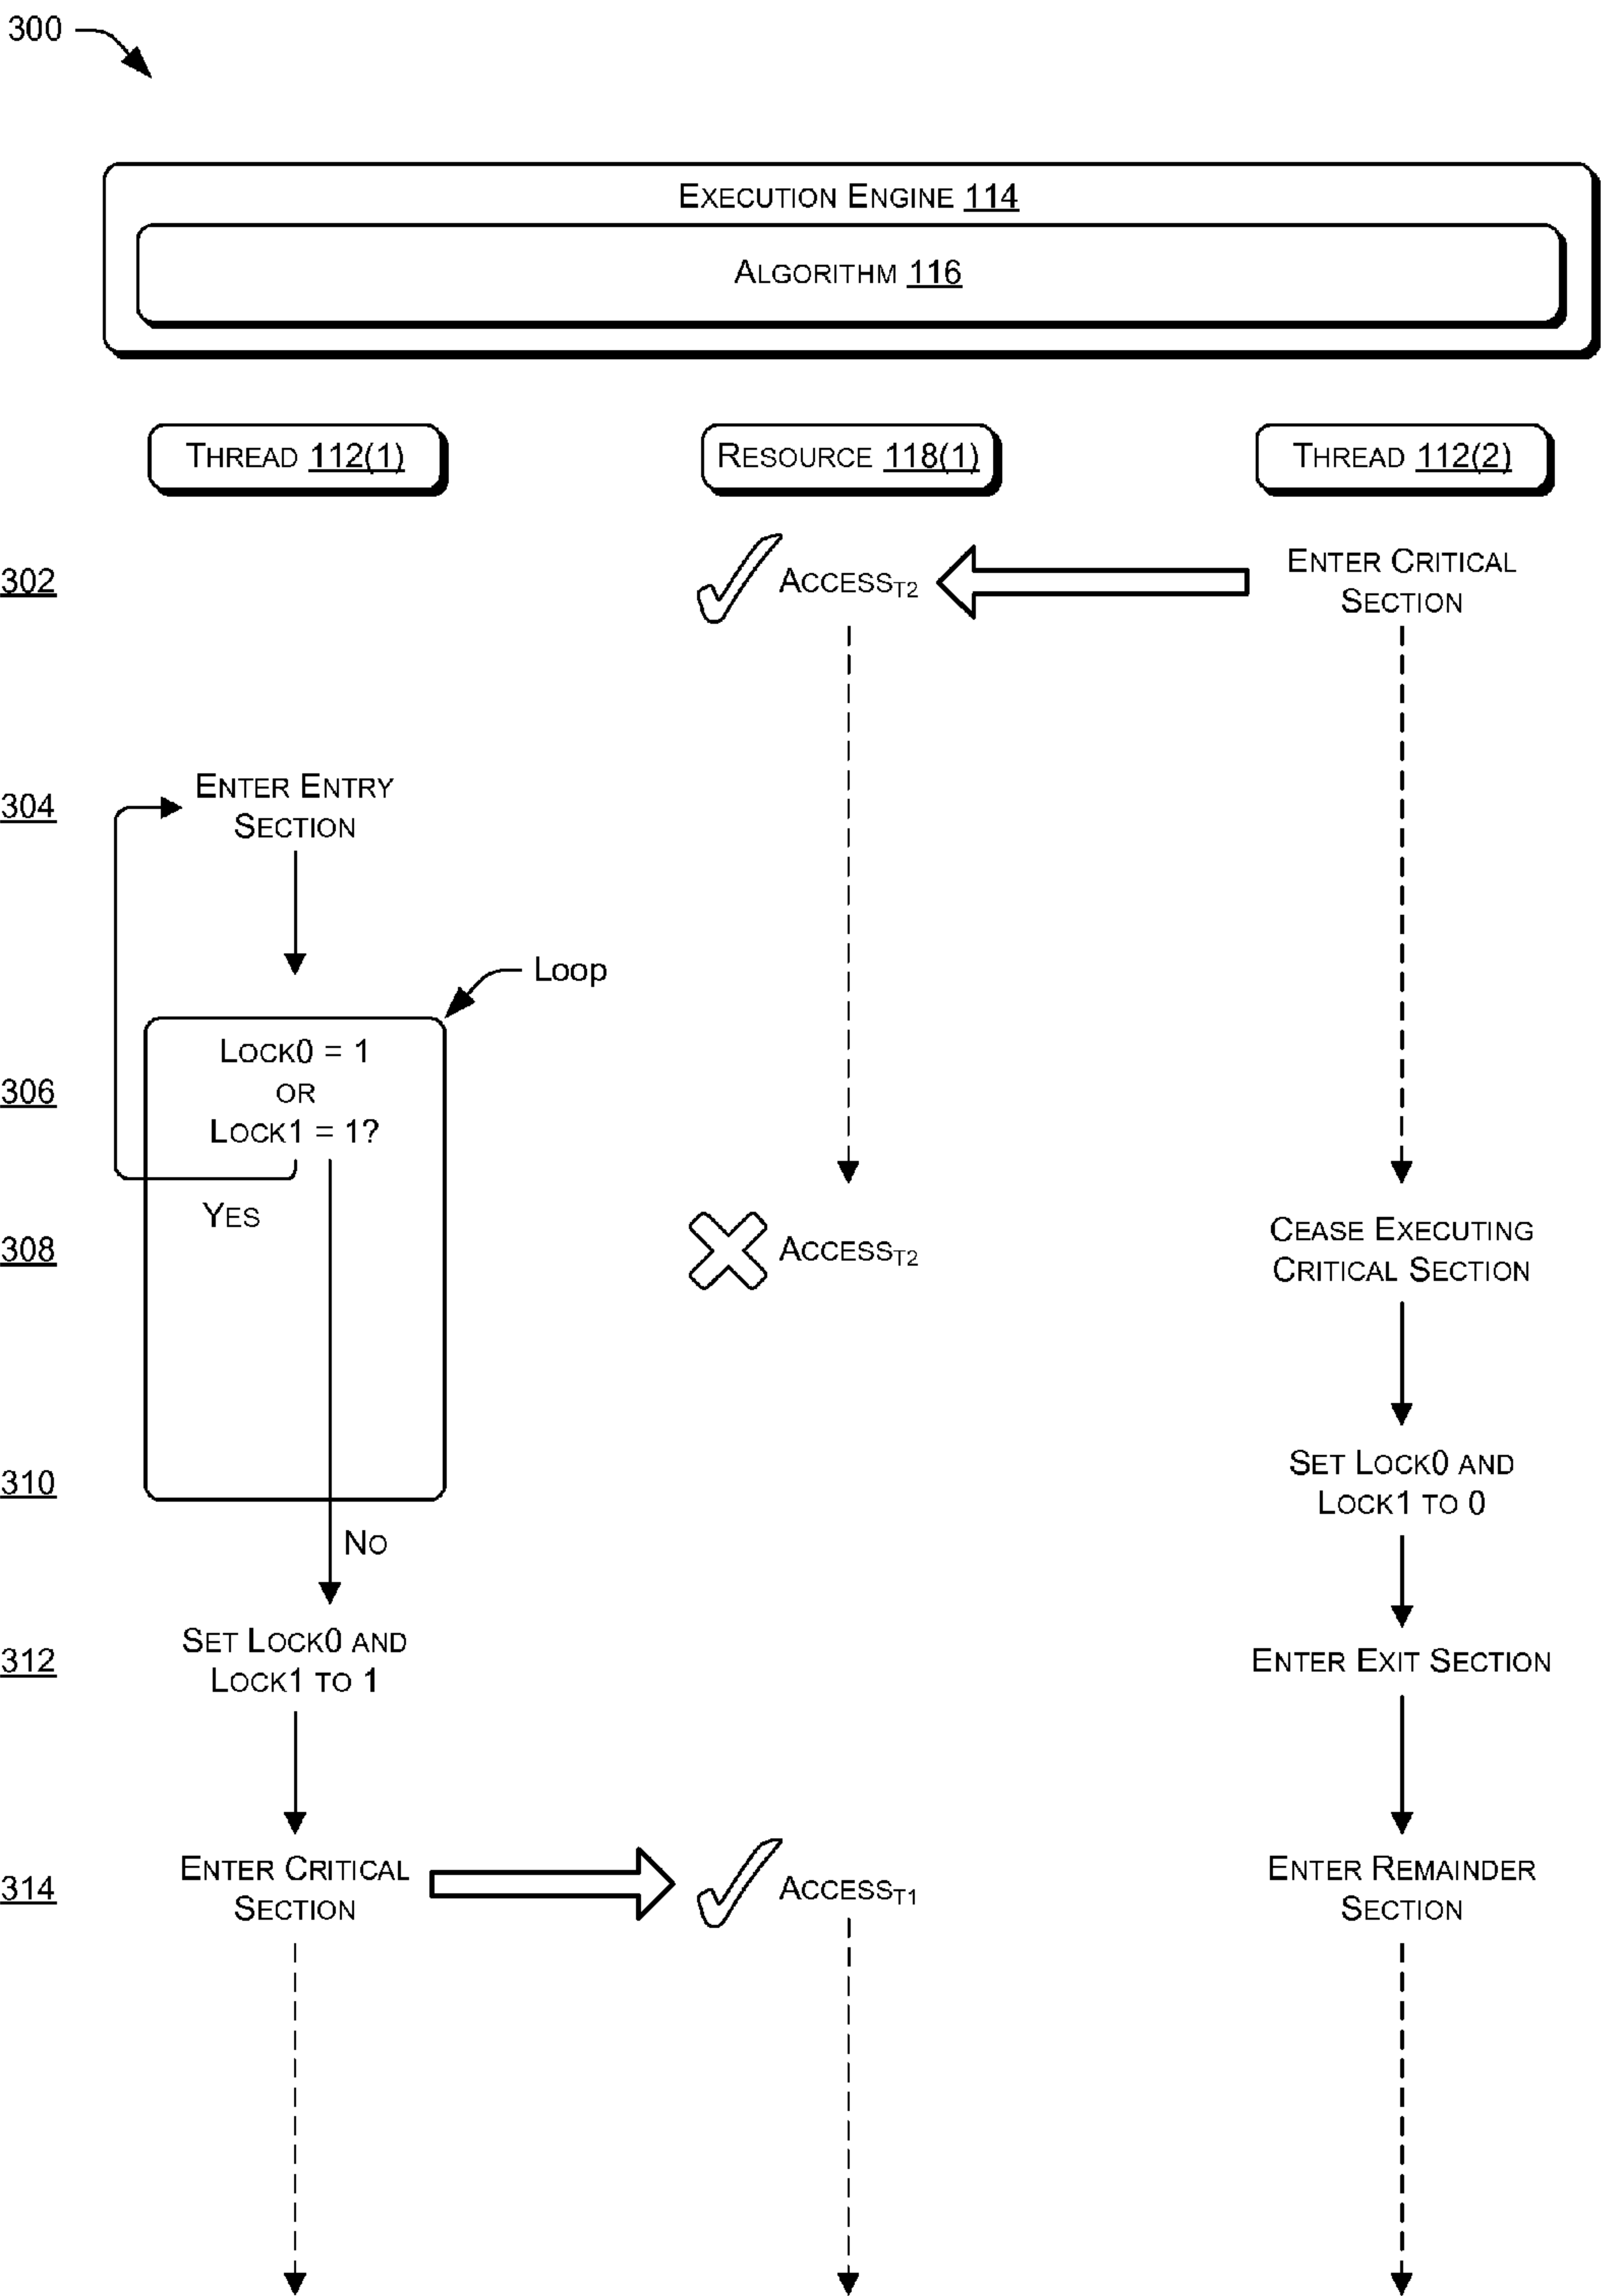 300
EXECUTION ENGINE 114
ALGORITHM 116
THREAD 112(1)
RESOURCE 118(1)
THREAD 112(2)
302
ACCESST2
ENTER CRITICAL
SECTION
304
ENTER ENTRY
SECTION
Loop
306
LOCK0 = 1
OR
LOCK1 = 1?
YES
308
ACCESST2
CEASE EXECUTING
CRITICAL SECTION
310
SET LOCK0 AND
LOCK1 TO 0
NO
312
SET LOCK0 AND
LOCK1 TO 1
ENTER EXIT SECTION
314
ENTER CRITICAL
SECTION
ACCESST1
ENTER REMAINDER
SECTION